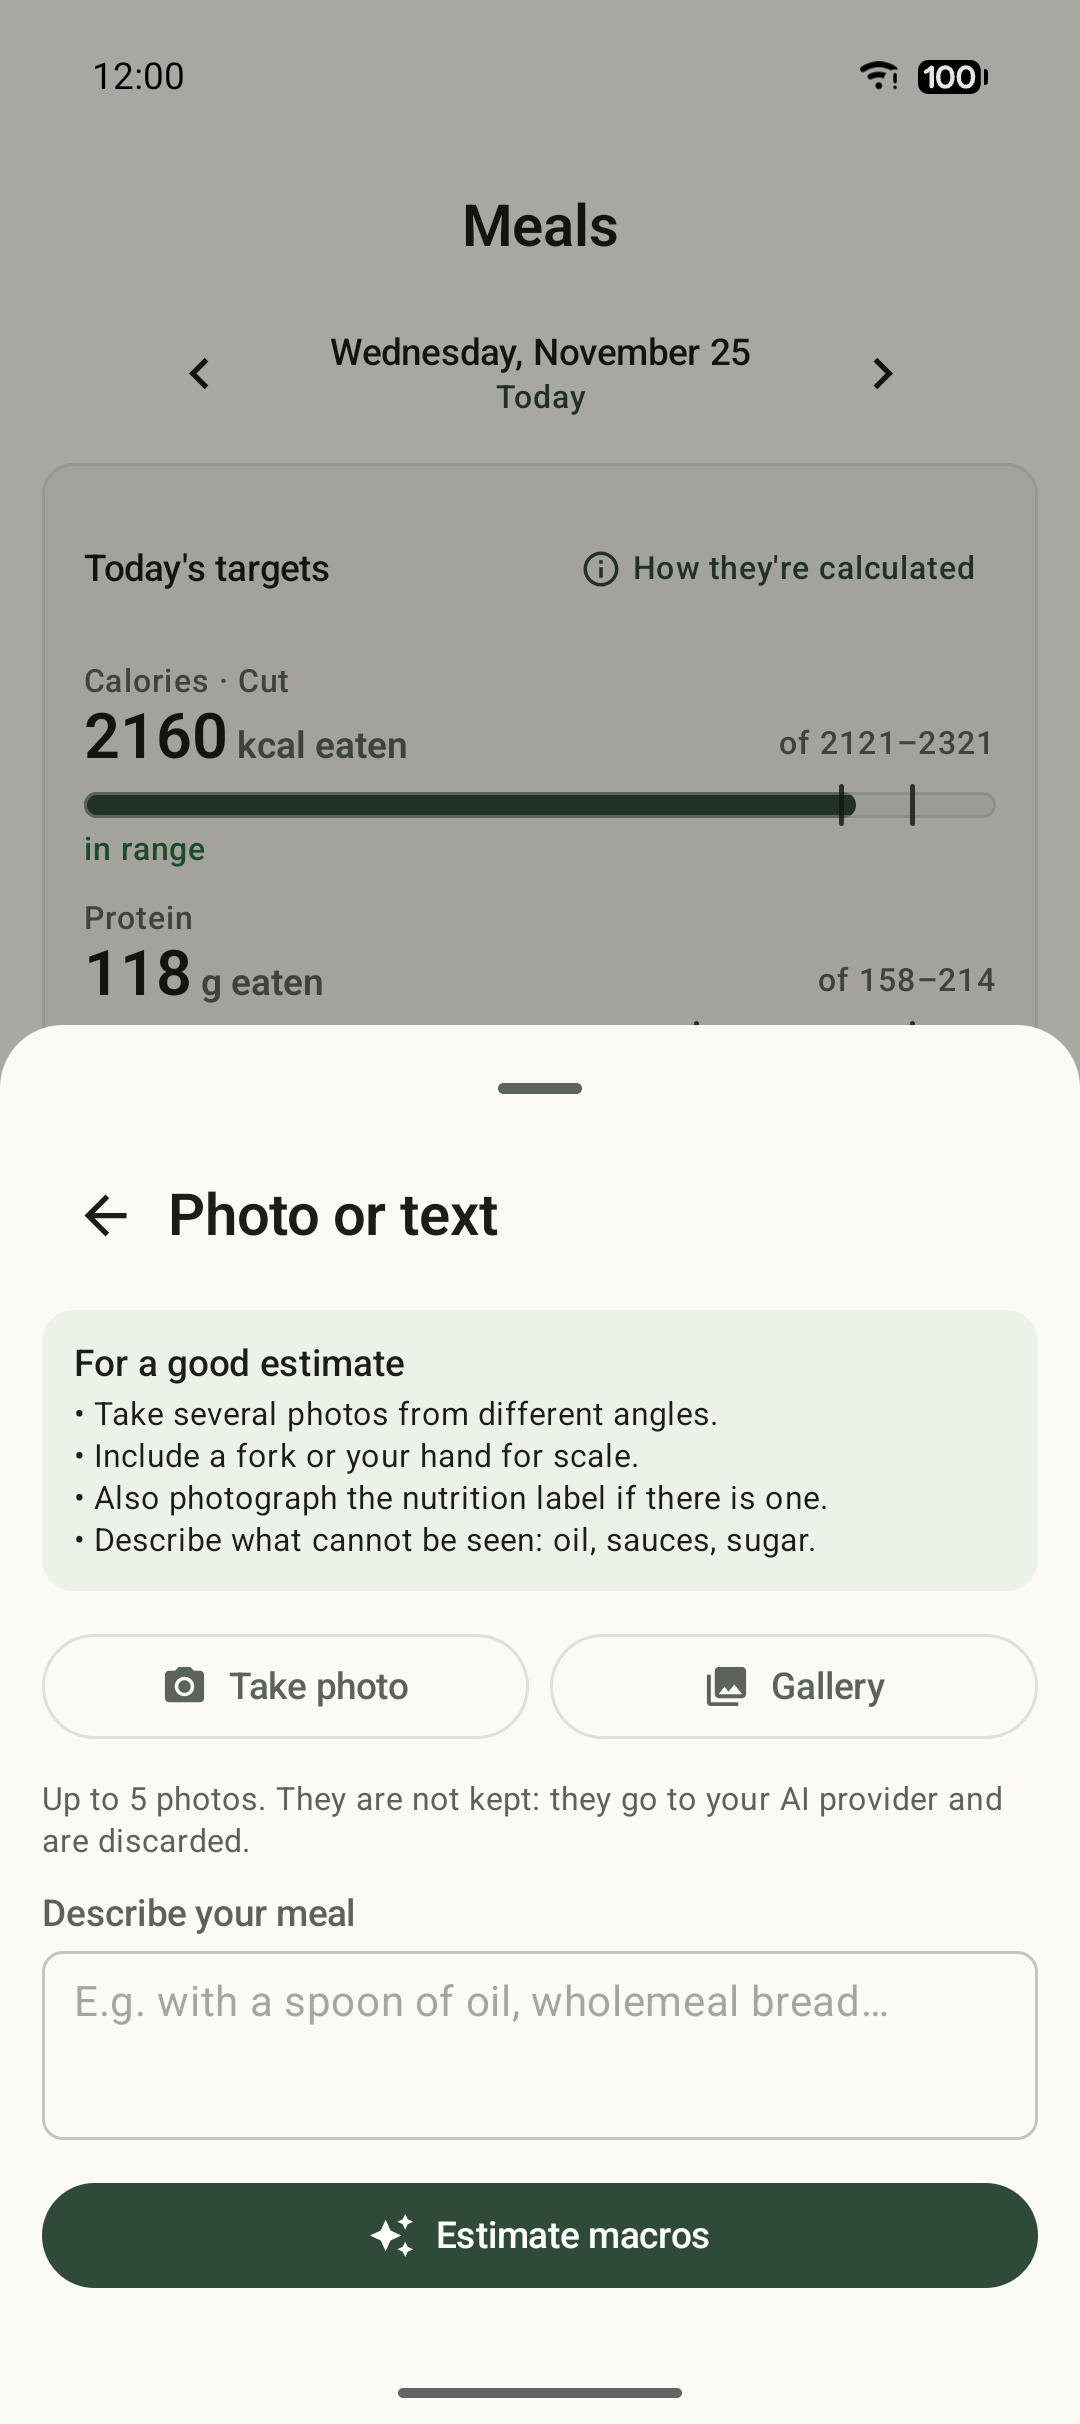 12:00
100
Meals
Wednesday, November 25
Today
Today's targets
How they're calculated
Calories · Cut
2160 kcal eaten
of 2121–2321
in range
Protein
118 g eaten
of 158–214
Photo or text
For a good estimate
• Take several photos from different angles.
• Include a fork or your hand for scale.
• Also photograph the nutrition label if there is one.
• Describe what cannot be seen: oil, sauces, sugar.
Take photo
Gallery
Up to 5 photos. They are not kept: they go to your AI provider and
are discarded.
Describe your meal
E.g. with a spoon of oil, wholemeal bread…
Estimate macros